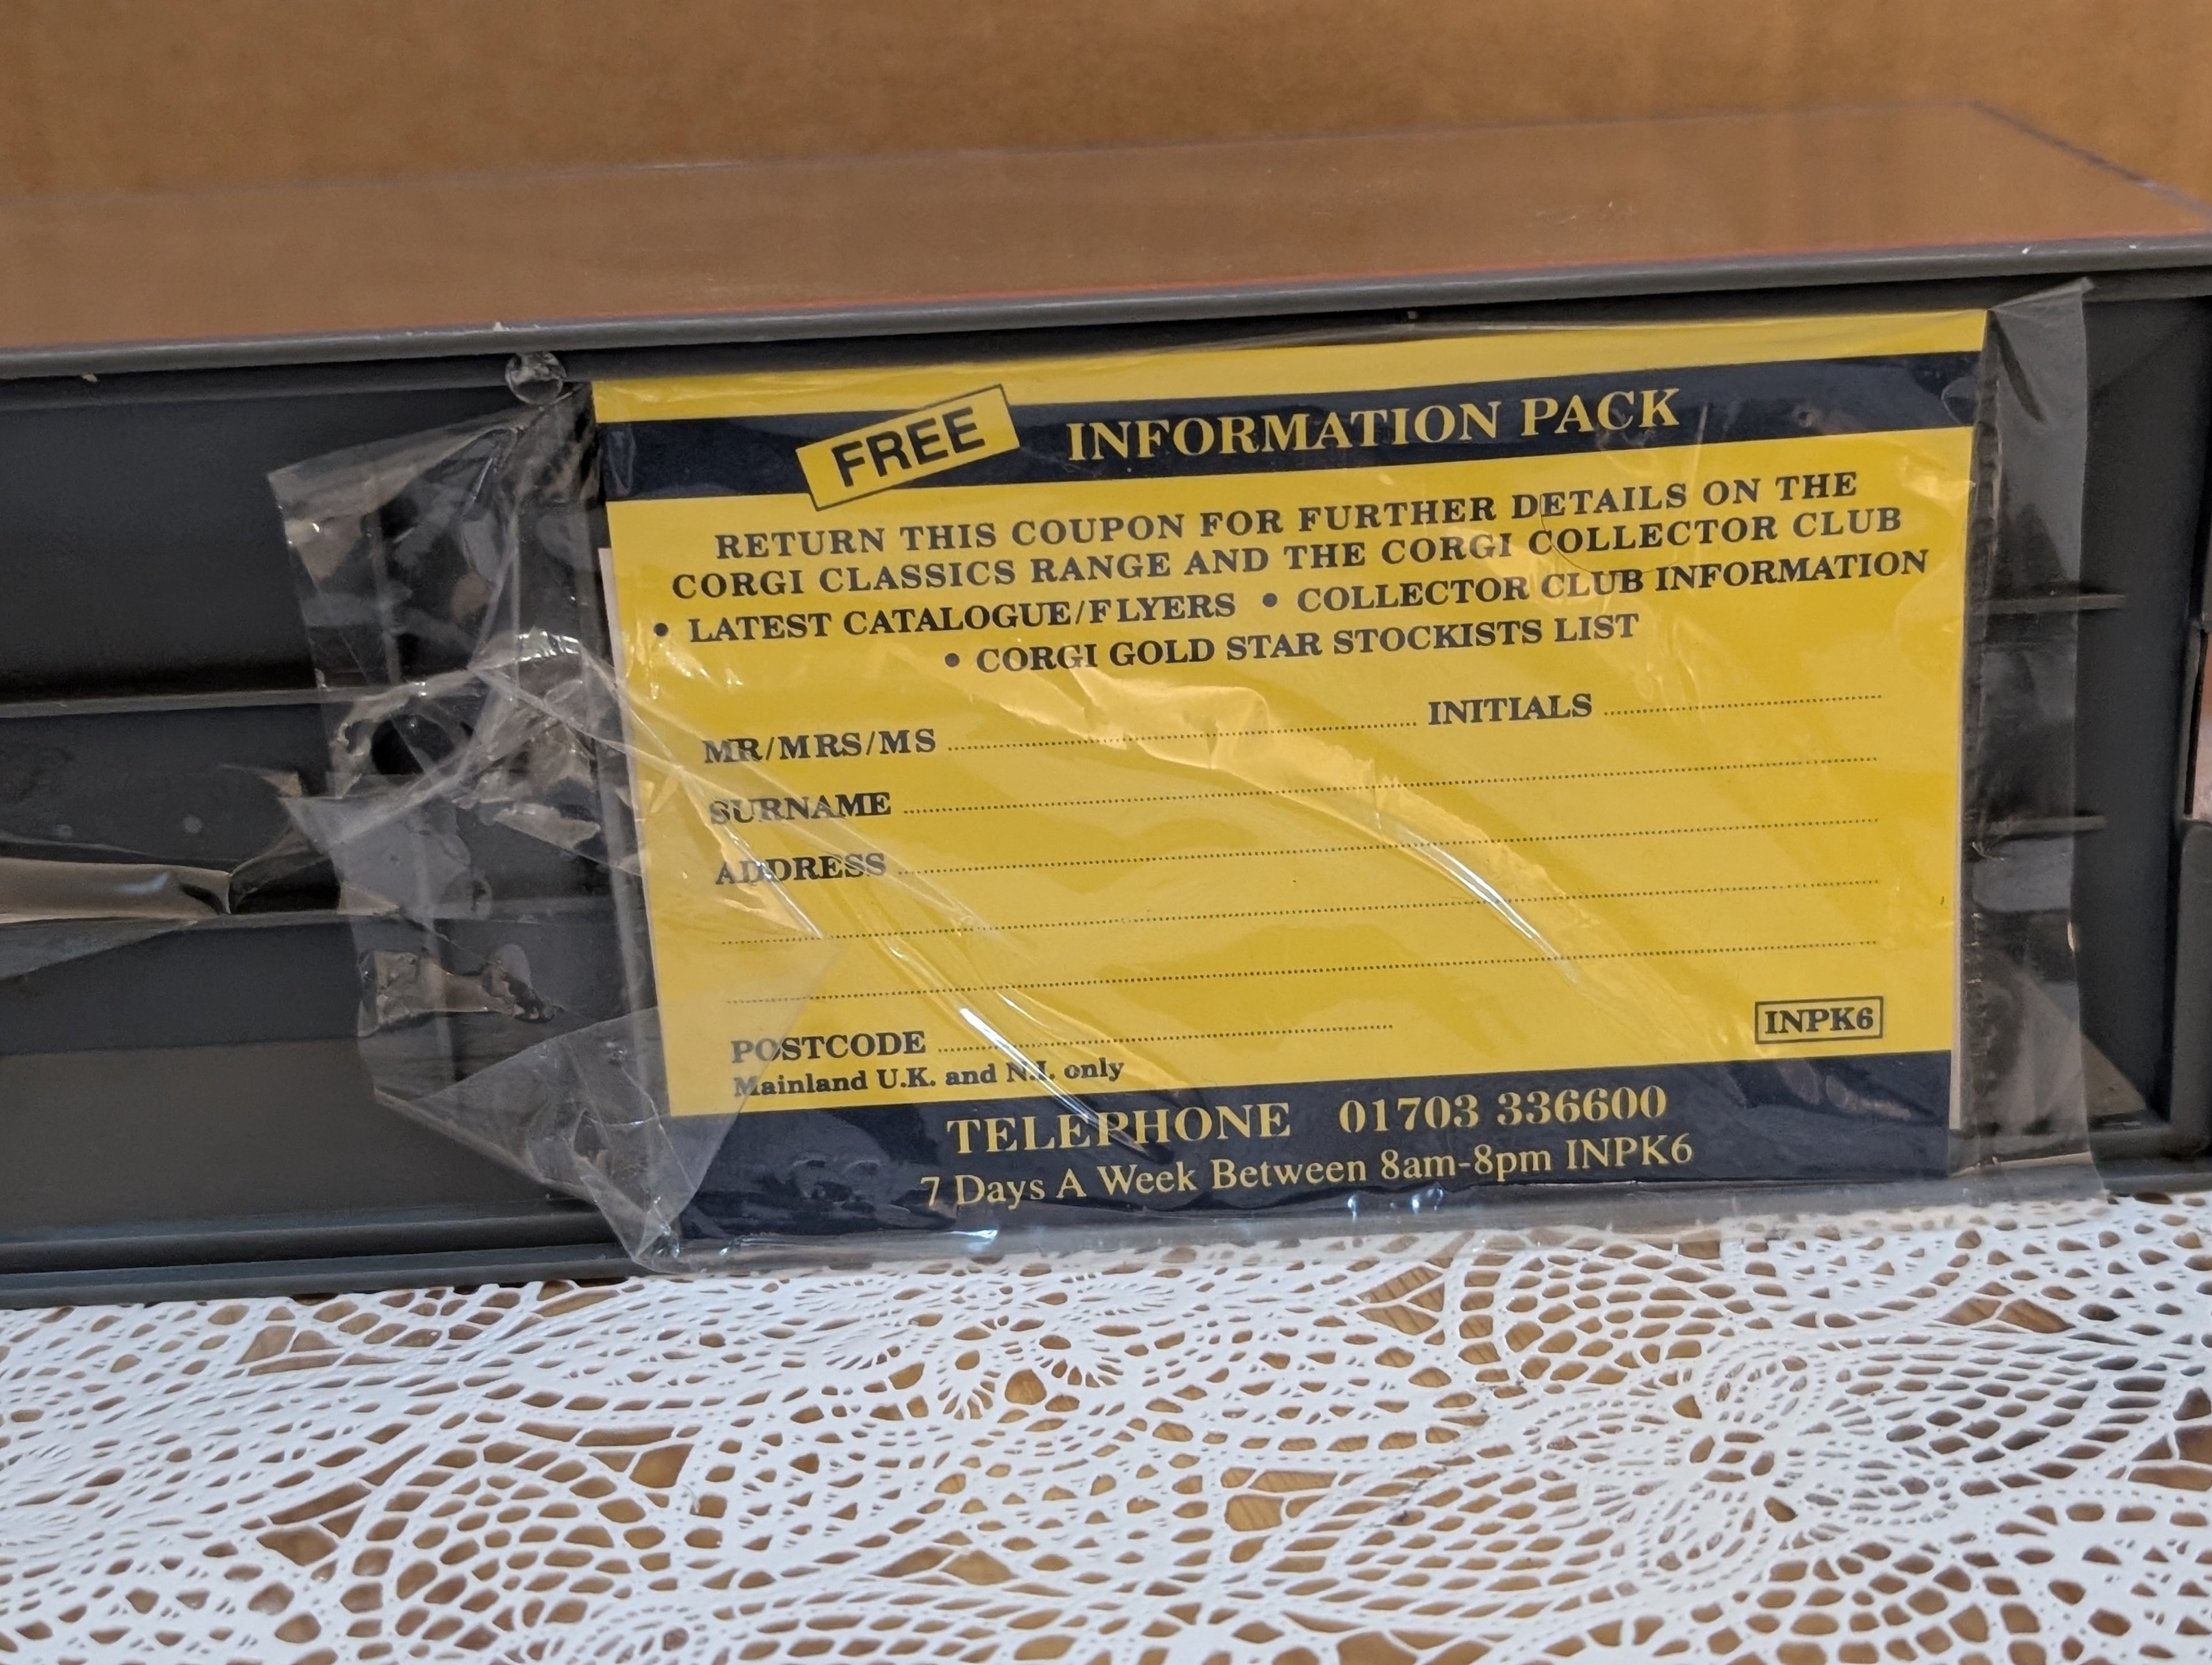 FREE INFORMATION PACK
RETURN THIS COUPON FOR FURTHER DETAILS ON THE
CORGI CLASSICS RANGE AND THE CORGI COLLECTOR CLUB
• LATEST CATALOGUE/FLYERS • COLLECTOR CLUB INFORMATION
• CORGI GOLD STAR STOCKISTS LIST
MR/MRS/MS INITIALS
SURNAME
ADDRESS
POSTCODE INPK6
Mainland U.K. and N.I. only
TELEPHONE 01703 336600
7 Days A Week Between 8am-8pm INPK6